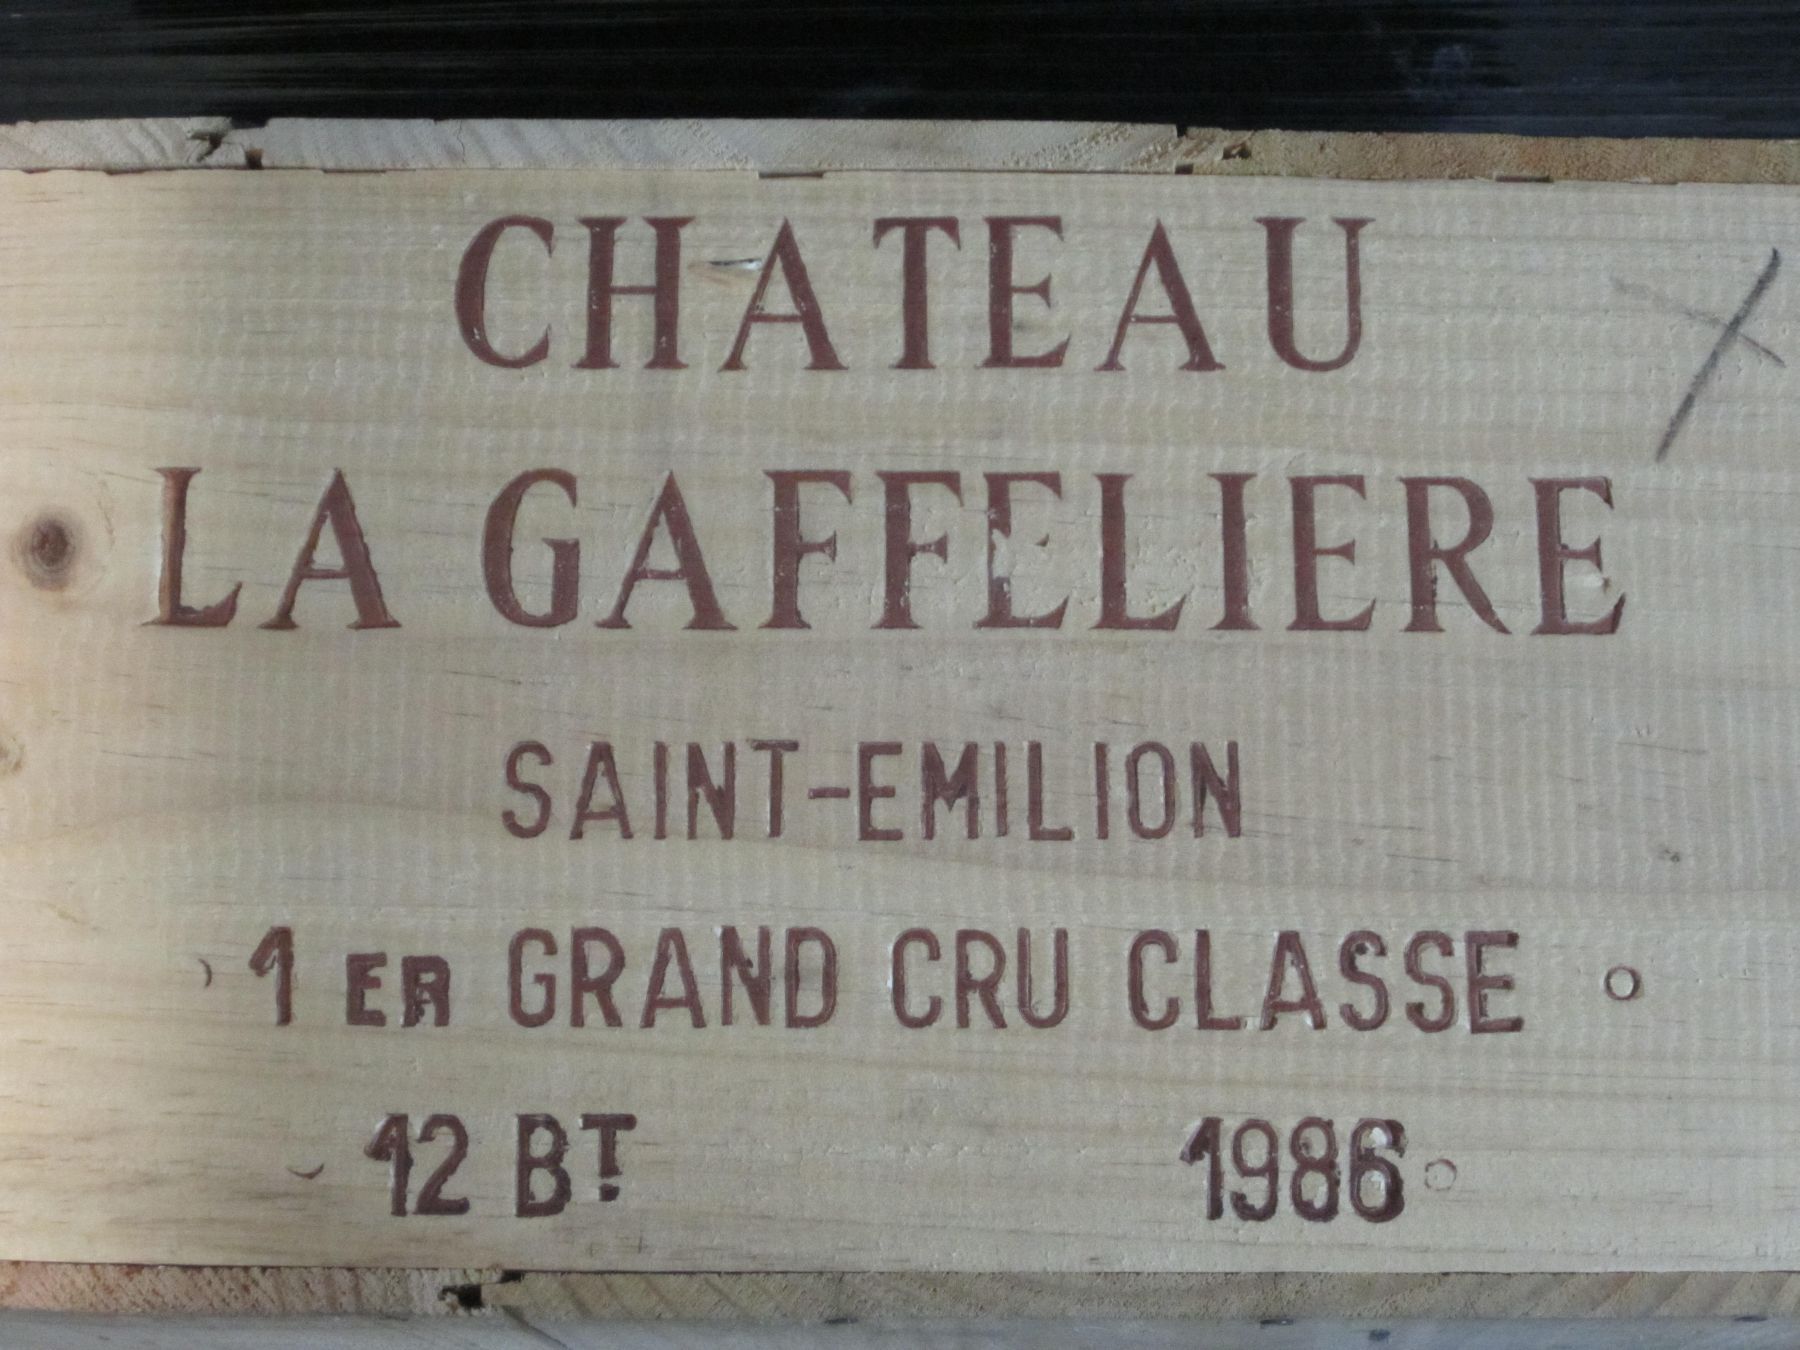 CHATEAU
LA GAFFELIERE
SAINT-EMILION
1 ER GRAND CRU CLASSE
12 BT. 1986